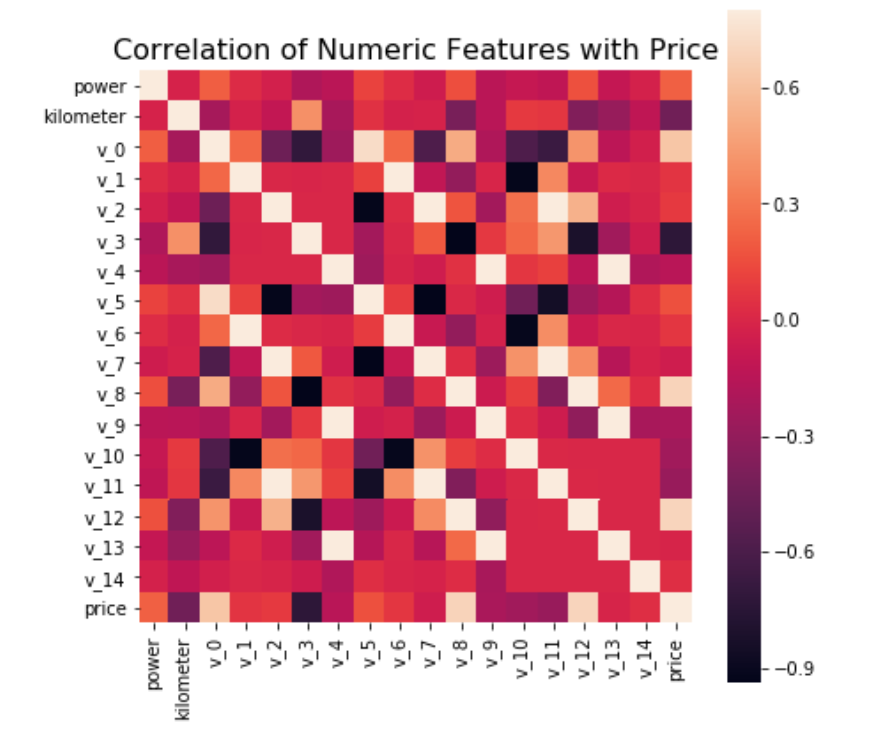 Correlation of Numeric Features with Price
power
kilometer
v_0
v_1
v_2
v_3
v_4
v_5
v_6
v_7
v_8
v_9
v_10
v_11
v_12
v_13
v_14
price
power
kilometer
v_0
v_1
v_2
v_3
v_4
v_5
v_6
v_7
v_8
v_9
v_10
v_11
v_12
v_13
v_14
price
0.6
0.3
0.0
−0.3
−0.6
−0.9